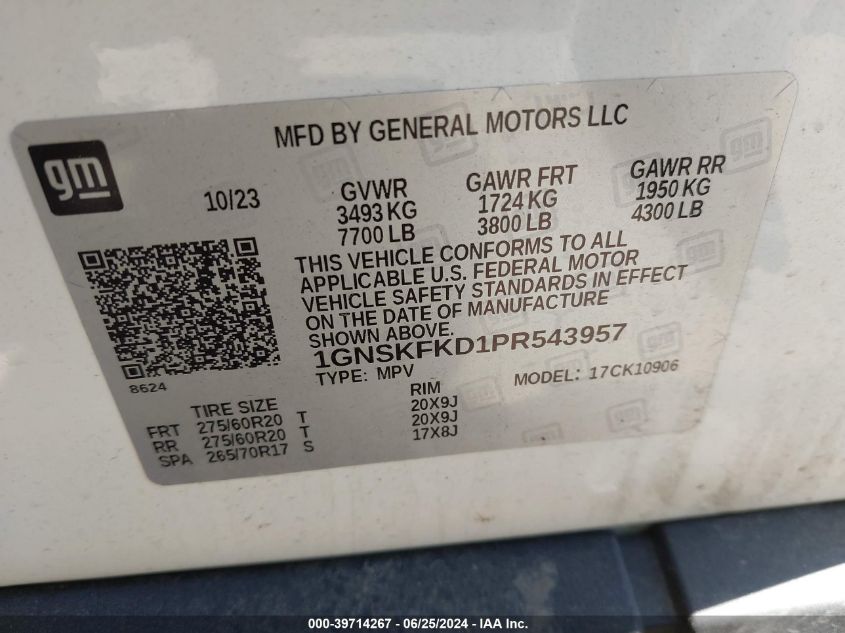 MFD BY GENERAL MOTORS LLC
gm
10/23
GVWR
3493 KG
7700 LB
GAWR FRT
1724 KG
3800 LB
GAWR RR
1950 KG
4300 LB
THIS VEHICLE CONFORMS TO ALL
APPLICABLE U.S. FEDERAL MOTOR
VEHICLE SAFETY STANDARDS IN EFFECT
ON THE DATE OF MANUFACTURE
SHOWN ABOVE.
1GNSKFKD1PR543957
TYPE: MPV MODEL: 17CK10906
8624
TIRE SIZE RIM
FRT 275/60R20 T 20X9J
RR 275/60R20 T 20X9J
SPA 265/70R17 S 17X8J
000-39714267 - 06/25/2024 - IAA Inc.